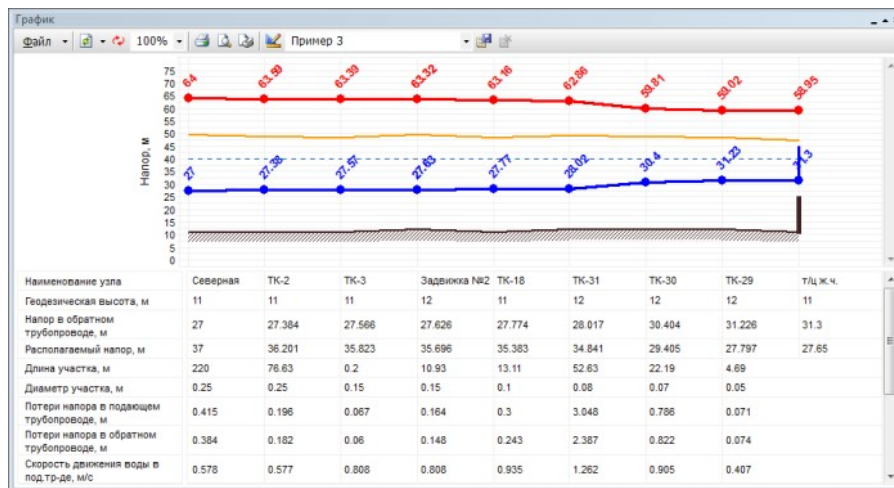 График
Файл 100% Пример 3
Напор, м
75
70
65
60
55
50
45
40
35
30
25
20
15
10
5
0
64 63.59 63.39 63.32 63.16 62.86 59.81 59.02 58.95
27 27.38 27.57 27.63 27.77 28.02 30.4 31.23 31.3
Наименование узла Северная ТК-2 ТК-3 Задвижка №2 ТК-18 ТК-31 ТК-30 ТК-29 т/ц ж.ч.
Геодезическая высота, м 11 11 11 12 11 12 12 12 11
Напор в обратном
трубопроводе, м 27 27.384 27.566 27.626 27.774 28.017 30.404 31.226 31.3
Располагаемый напор, м 37 36.201 35.823 35.696 35.383 34.841 29.405 27.797 27.65
Длина участка, м 220 76.63 0.2 10.93 13.11 52.63 22.19 4.69
Диаметр участка, м 0.25 0.25 0.15 0.15 0.1 0.08 0.07 0.05
Потери напора в подающем
трубопроводе, м 0.415 0.196 0.067 0.164 0.3 3.048 0.786 0.071
Потери напора в обратном
трубопроводе, м 0.384 0.182 0.06 0.148 0.243 2.387 0.822 0.074
Скорость движения воды в
под.тр-де, м/с 0.578 0.577 0.808 0.808 0.935 1.262 0.905 0.407